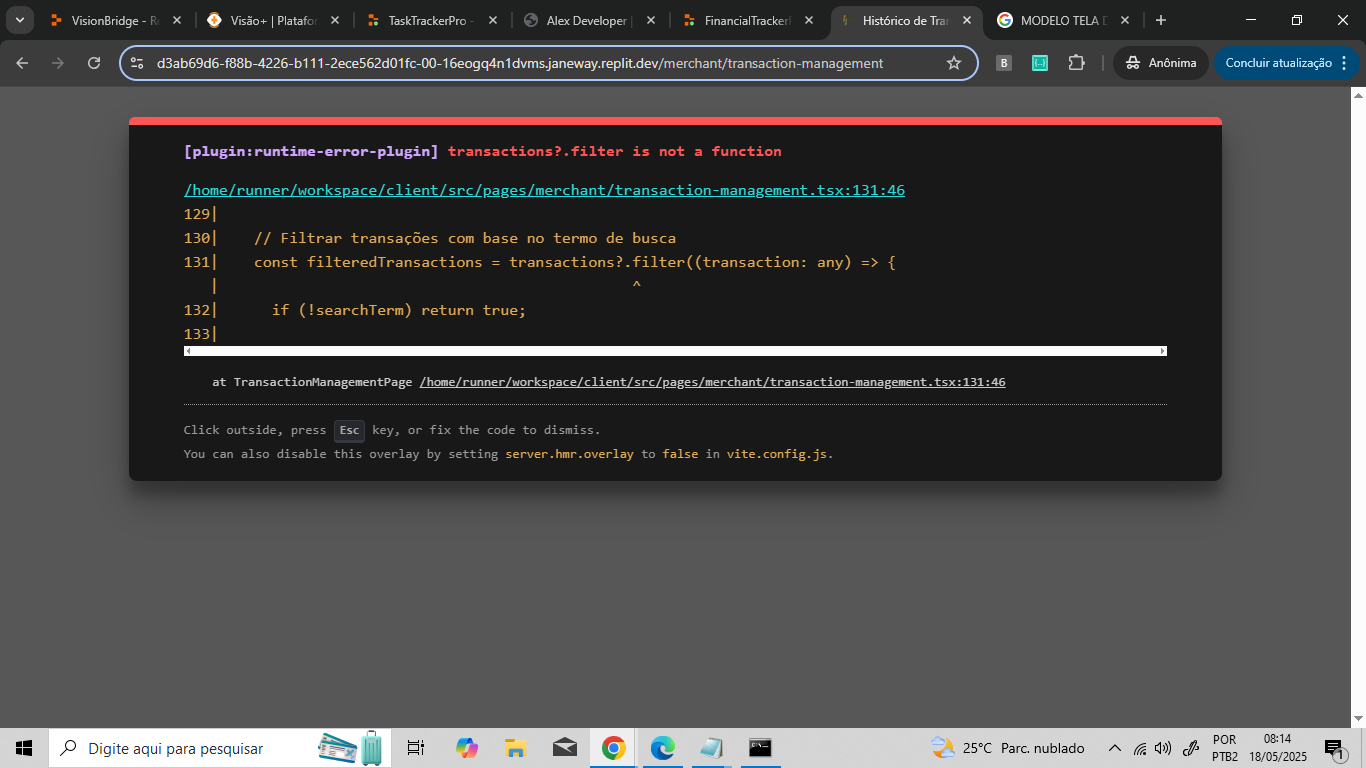 VisionBridge - Re
Visão+ | Platafor
TaskTrackerPro -
Alex Developer |
FinancialTrackerP
Histórico de Tran
MODELO TELA D
d3ab69d6-f88b-4226-b111-2ece562d01fc-00-16eogq4n1dvms.janeway.replit.dev/merchant/transaction-management
B
{...}
Anônima
Concluir atualização
[plugin:runtime-error-plugin] transactions?.filter is not a function
/home/runner/workspace/client/src/pages/merchant/transaction-management.tsx:131:46
129|
130|    // Filtrar transações com base no termo de busca
131|    const filteredTransactions = transactions?.filter((transaction: any) => {
|                                              ^
132|      if (!searchTerm) return true;
133|
at TransactionManagementPage /home/runner/workspace/client/src/pages/merchant/transaction-management.tsx:131:46
Click outside, press Esc key, or fix the code to dismiss.
You can also disable this overlay by setting server.hmr.overlay to false in vite.config.js.
Digite aqui para pesquisar
25°C Parc. nublado
POR
PTB2
08:14
18/05/2025
1